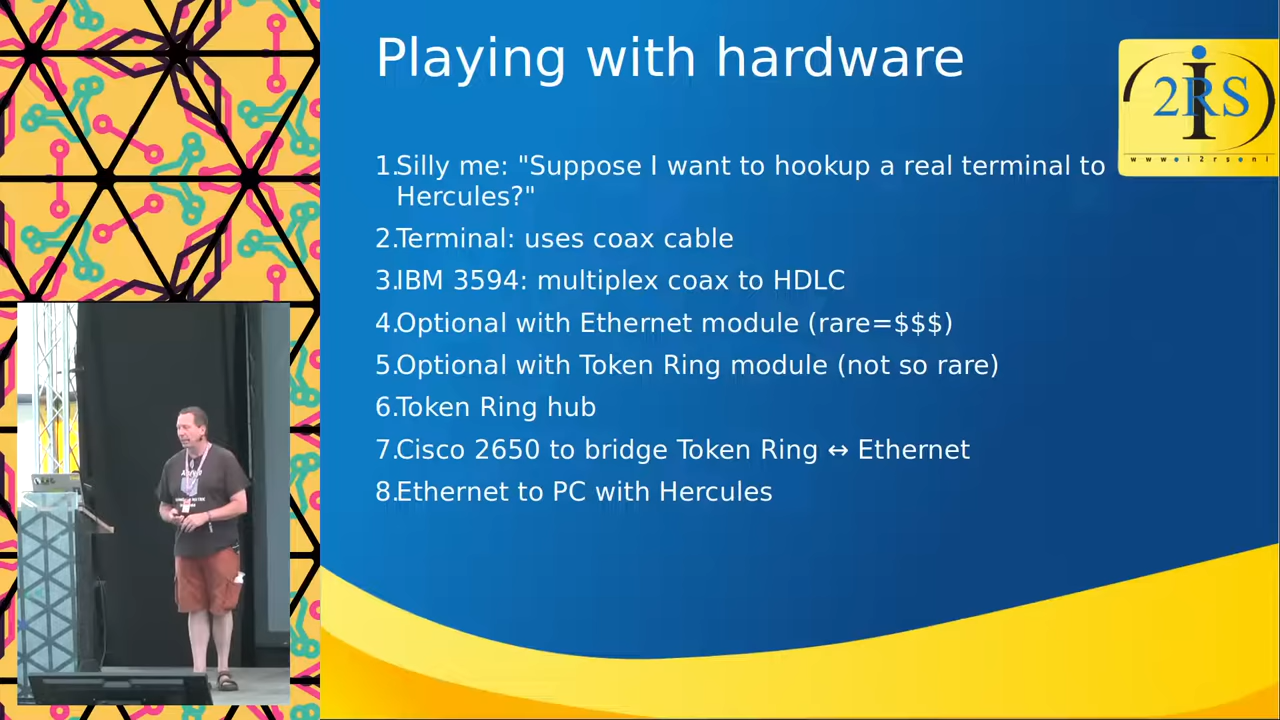 Playing with hardware
2RS
i
www.i2rs.nl
1.Silly me: "Suppose I want to hookup a real terminal to
Hercules?"
2.Terminal: uses coax cable
3.IBM 3594: multiplex coax to HDLC
4.Optional with Ethernet module (rare=$$$)
5.Optional with Token Ring module (not so rare)
6.Token Ring hub
7.Cisco 2650 to bridge Token Ring ↔ Ethernet
8.Ethernet to PC with Hercules